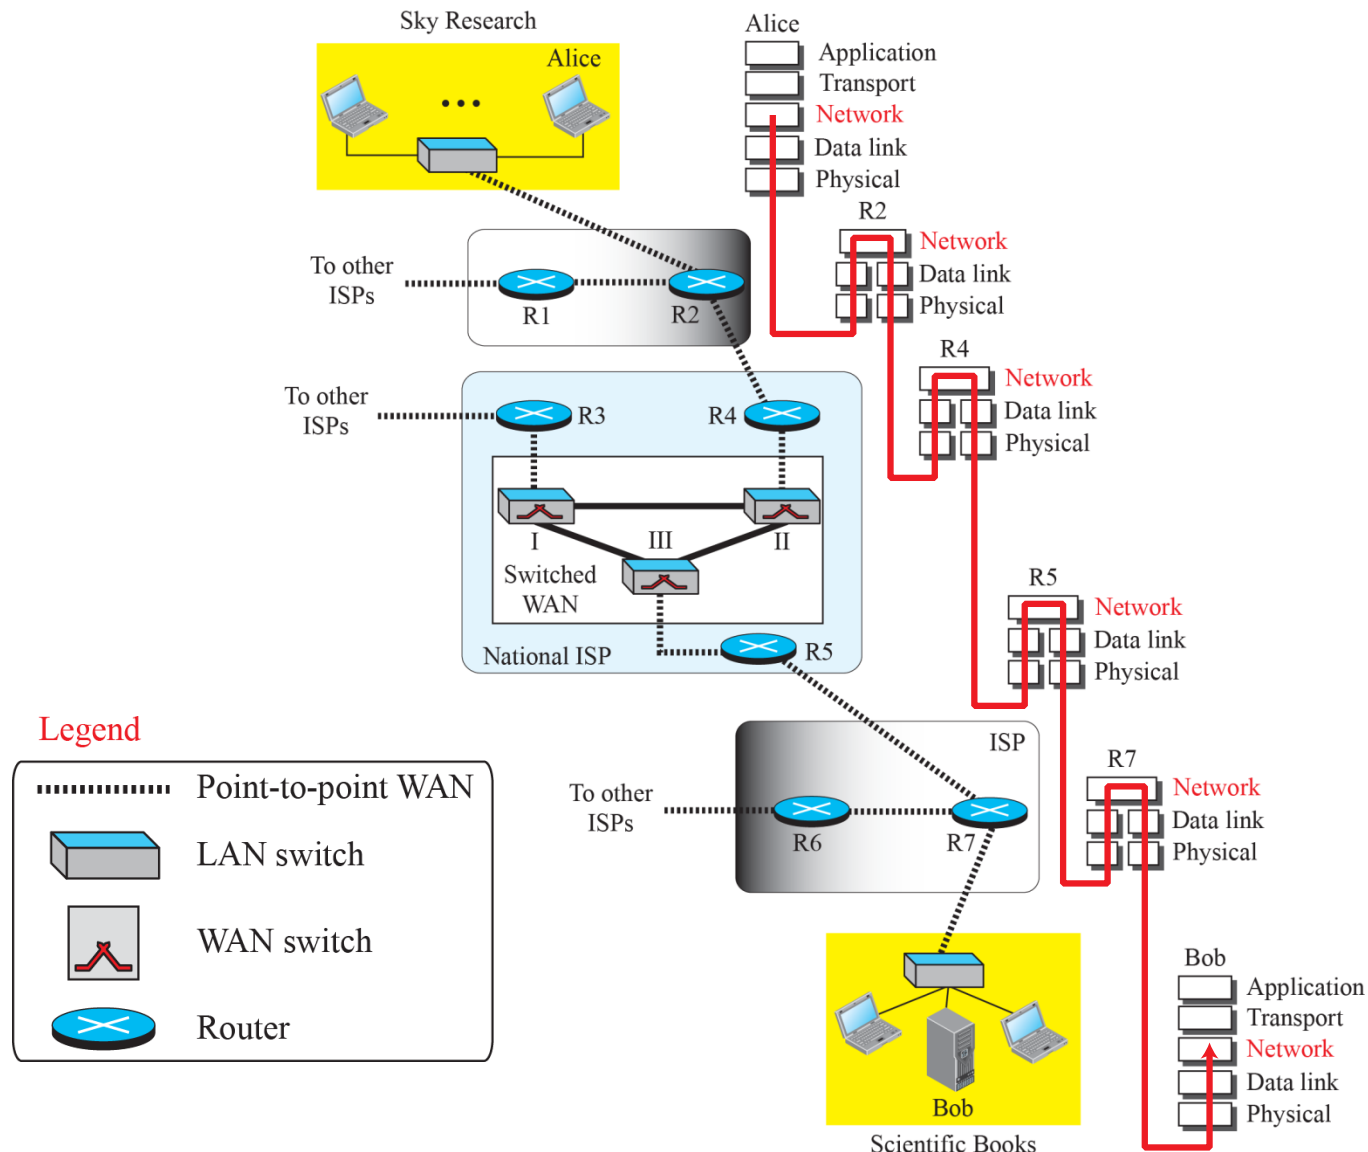 Sky Research
Alice
Alice
Application
Transport
Network
Data link
Physical
R2
Network
Data link
Physical
To other
ISPs
R1
R2
R4
Network
Data link
Physical
To other
ISPs
R3
R4
I
III
II
Switched
WAN
National ISP
R5
R5
Network
Data link
Physical
Legend
Point-to-point WAN
LAN switch
WAN switch
Router
ISP
To other
ISPs
R6
R7
R7
Network
Data link
Physical
Bob
Scientific Books
Bob
Application
Transport
Network
Data link
Physical